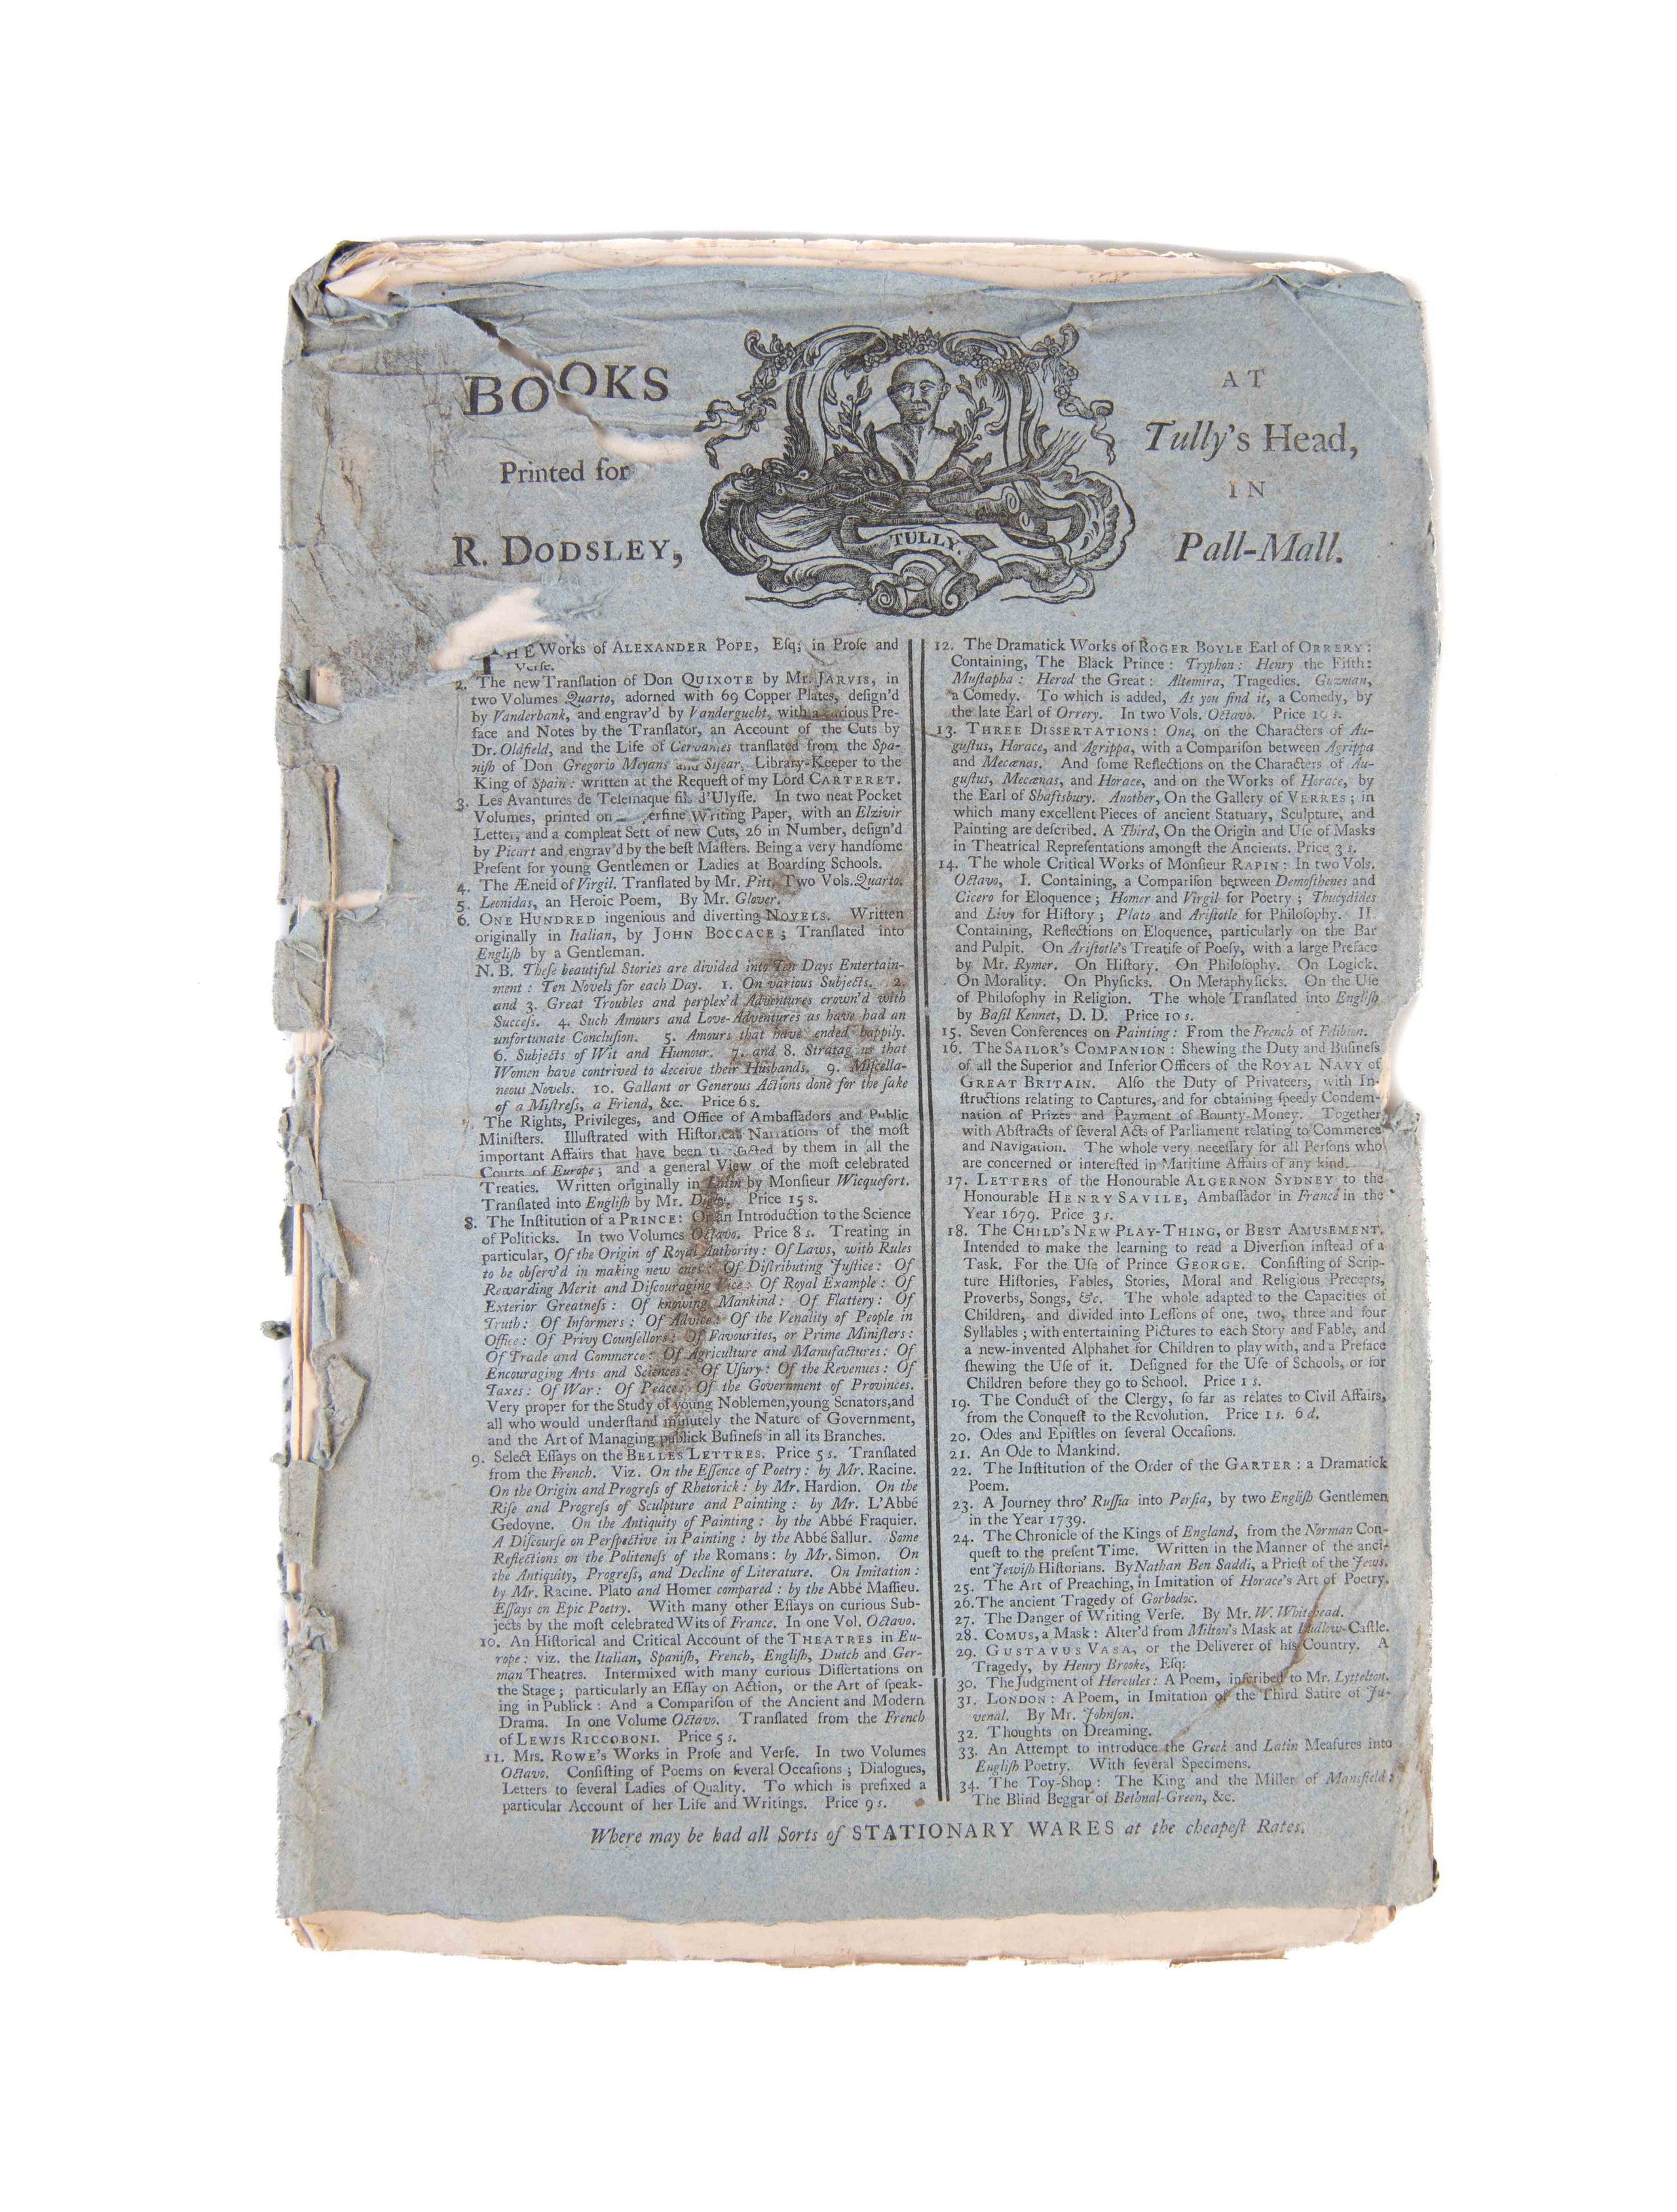 BOOKS
Printed for
R. DODSLEY,
TULLY.
AT
Tully's Head,
IN
Pall-Mall.
THE Works of ALEXANDER POPE, Eſq; in Proſe and
Verſe.
2. The new Tranſlation of Don QUIXOTE by Mr. JARVIS, in
two Volumes Quarto, adorned with 69 Copper Plates, deſign'd
by Vanderbank, and engrav'd by Vandergucht, with a curious Pre-
face and Notes by the Tranſlator, an Account of the Cuts by
Dr. Oldfield, and the Life of Cervantes tranſlated from the Spa-
niſh of Don Gregorio Meyans and Siſcar, Library-Keeper to the
King of Spain: written at the Requeſt of my Lord CARTERET.
3. Les Avantures de Telemaque fils d'Ulyſſe. In two neat Pocket
Volumes, printed on erfine Writing Paper, with an Elzivir
Letter, and a compleat Sett of new Cuts, 26 in Number, deſign'd
by Picart and engrav'd by the beſt Maſters. Being a very handſome
Preſent for young Gentlemen or Ladies at Boarding Schools.
4. The Æneid of Virgil. Tranſlated by Mr. Pitt, Two Vols. Quarto.
5. Leonidas, an Heroic Poem, By Mr. Glover.
6. ONE HUNDRED ingenious and diverting NOVELS. Written
originally in Italian, by JOHN BOCCACE; Tranſlated into
Engliſh by a Gentleman.
N. B. Theſe beautiful Stories are divided into Ten Days Entertain-
ment: Ten Novels for each Day. 1. On various Subjects. 2.
and 3. Great Troubles and perplex'd Adventures crown'd with
Succeſs. 4. Such Amours and Love-Adventures as have had an
unfortunate Concluſion. 5. Amours that have ended happily.
6. Subjects of Wit and Humour. 7. and 8. Stratagems that
Women have contrived to deceive their Husbands. 9. Miſcella-
neous Novels. 10. Gallant or Generous Actions done for the ſake
of a Miſtreſs, a Friend, &c. Price 6 s.
7. The Rights, Privileges, and Office of Ambaſſadors and Public
Miniſters. Illuſtrated with Hiſtorical Narrations of the moſt
important Affairs that have been tranſacted by them in all the
Courts of Europe; and a general View of the moſt celebrated
Treaties. Written originally in Latin by Monſieur Wicquefort.
Tranſlated into Engliſh by Mr. Digby. Price 15 s.
8. The Inſtitution of a PRINCE: Or an Introduction to the Science
of Politicks. In two Volumes Octavo. Price 8 s. Treating in
particular, Of the Origin of Royal Authority: Of Laws, with Rules
to be obſerv'd in making new ones: Of Diſtributing Juſtice: Of
Rewarding Merit and Diſcouraging Vice: Of Royal Example: Of
Exterior Greatneſs: Of knowing Mankind: Of Flattery: Of
Truth: Of Informers: Of Advice: Of the Venality of People in
Office: Of Privy Counſellors: Of Favourites, or Prime Miniſters:
Of Trade and Commerce: Of Agriculture and Manufactures: Of
Encouraging Arts and Sciences: Of Uſury: Of the Revenues: Of
Taxes: Of War: Of Peace: Of the Government of Provinces.
Very proper for the Study of young Noblemen, young Senators, and
all who would underſtand minutely the Nature of Government,
and the Art of Managing publick Buſineſs in all its Branches.
9. Select Eſſays on the BELLES LETTRES. Price 5 s. Tranſlated
from the French. Viz. On the Eſſence of Poetry: by Mr. Racine.
On the Origin and Progreſs of Rhetorick: by Mr. Hardion. On the
Riſe and Progreſs of Sculpture and Painting: by Mr. L'Abbé
Gedoyne. On the Antiquity of Painting: by the Abbé Fraquier.
A Diſcourſe on Perſpective in Painting: by the Abbé Sallur. Some
Reflections on the Politeneſs of the Romans: by Mr. Simon. On
the Antiquity, Progreſs, and Decline of Literature. On Imitation:
by Mr. Racine. Plato and Homer compared: by the Abbé Maſſieu.
Eſſays on Epic Poetry. With many other Eſſays on curious Sub-
jects by the moſt celebrated Wits of France. In one Vol. Octavo.
10. An Hiſtorical and Critical Account of the THEATRES in Eu-
rope: viz. the Italian, Spaniſh, French, Engliſh, Dutch and Ger-
man Theatres. Intermixed with many curious Diſſertations on
the Stage; particularly an Eſſay on Action, or the Art of ſpeak-
ing in Publick: And a Compariſon of the Ancient and Modern
Drama. In one Volume Octavo. Tranſlated from the French
of LEWIS RICCOBONI. Price 5 s.
11. Mrs. ROWE's Works in Proſe and Verſe. In two Volumes
Octavo. Conſiſting of Poems on ſeveral Occaſions; Dialogues,
Letters to ſeveral Ladies of Quality. To which is prefixed a
particular Account of her Life and Writings. Price 9 s.
12. The Dramatick Works of ROGER BOYLE Earl of ORRERY:
Containing, The Black Prince: Tryphon: Henry the Fifth:
Muſtapha: Herod the Great: Altemira, Tragedies. Guzman,
a Comedy. To which is added, As you find it, a Comedy, by
the late Earl of Orrery. In two Vols. Octavo. Price 10 s.
13. THREE DISSERTATIONS: One, on the Characters of Au-
guſtus, Horace, and Agrippa, with a Compariſon between Agrippa
and Mecænas. And ſome Reflections on the Characters of Au-
guſtus, Mecænas, and Horace, and on the Works of Horace, by
the Earl of Shaftsbury. Another, On the Gallery of VERRES; in
which many excellent Pieces of ancient Statuary, Sculpture, and
Painting are deſcribed. A Third, On the Origin and Uſe of Masks
in Theatrical Repreſentations amongſt the Ancients. Price 3 s.
14. The whole Critical Works of Monſieur RAPIN: In two Vols.
Octavo, I. Containing, a Compariſon between Demoſthenes and
Cicero for Eloquence; Homer and Virgil for Poetry; Thucydides
and Livy for Hiſtory; Plato and Ariſtotle for Philoſophy. II.
Containing, Reflections on Eloquence, particularly on the Bar
and Pulpit. On Ariſtotle's Treatiſe of Poeſy, with a large Preface
by Mr. Rymer. On Hiſtory. On Philoſophy. On Logick.
On Morality. On Phyſicks. On Metaphyſicks. On the Uſe
of Philoſophy in Religion. The whole Tranſlated into Engliſh
by Baſil Kennet, D. D. Price 10 s.
15. Seven Conferences on Painting: From the French of Felibien.
16. The SAILOR's COMPANION: Shewing the Duty and Buſineſs
of all the Superior and Inferior Officers of the ROYAL NAVY of
GREAT BRITAIN. Alſo the Duty of Privateers, with In-
ſtructions relating to Captures, and for obtaining ſpeedy Condem-
nation of Prizes and Payment of Bounty-Money. Together
with Abſtracts of ſeveral Acts of Parliament relating to Commerce
and Navigation. The whole very neceſſary for all Perſons who
are concerned or intereſted in Maritime Affairs of any kind.
17. LETTERS of the Honourable ALGERNON SYDNEY to the
Honourable HENRY SAVILE, Ambaſſador in France in the
Year 1679. Price 3 s.
18. The CHILD's NEW PLAY-THING, or BEST AMUSEMENT.
Intended to make the learning to read a Diverſion inſtead of a
Task. For the Uſe of Prince GEORGE. Conſiſting of Scrip-
ture Hiſtories, Fables, Stories, Moral and Religious Precepts,
Proverbs, Songs, &c. The whole adapted to the Capacities of
Children, and divided into Leſſons of one, two, three and four
Syllables; with entertaining Pictures to each Story and Fable, and
a new-invented Alphabet for Children to play with, and a Preface
ſhewing the Uſe of it. Deſigned for the Uſe of Schools, or for
Children before they go to School. Price 1 s.
19. The Conduct of the Clergy, ſo far as relates to Civil Affairs,
from the Conqueſt to the Revolution. Price 1 s. 6 d.
20. Odes and Epiſtles on ſeveral Occaſions.
21. An Ode to Mankind.
22. The Inſtitution of the Order of the GARTER: a Dramatick
Poem.
23. A Journey thro' Ruſſia into Perſia, by two Engliſh Gentlemen
in the Year 1739.
24. The Chronicle of the Kings of England, from the Norman Con-
queſt to the preſent Time. Written in the Manner of the anci-
ent Jewiſh Hiſtorians. By Nathan Ben Saddi, a Prieſt of the Jews.
25. The Art of Preaching, in Imitation of Horace's Art of Poetry.
26. The ancient Tragedy of Gorboduc.
27. The Danger of Writing Verſe. By Mr. W. Whitehead.
28. COMUS, a Mask: Alter'd from Milton's Mask at Ludlow-Caſtle.
29. GUSTAVUS VASA, or the Deliverer of his Country. A
Tragedy, by Henry Brooke, Eſq:
30. The Judgment of Hercules: A Poem, inſcribed to Mr. Lyttelton.
31. LONDON: A Poem, in Imitation of the Third Satire of Ju-
venal. By Mr. Johnſon.
32. Thoughts on Dreaming.
33. An Attempt to introduce the Greek and Latin Meaſures into
Engliſh Poetry. With ſeveral Specimens.
34. The Toy-Shop: The King and the Miller of Mansfield:
The Blind Beggar of Bethnal-Green, &c.
Where may be had all Sorts of STATIONARY WARES at the cheapeſt Rates.